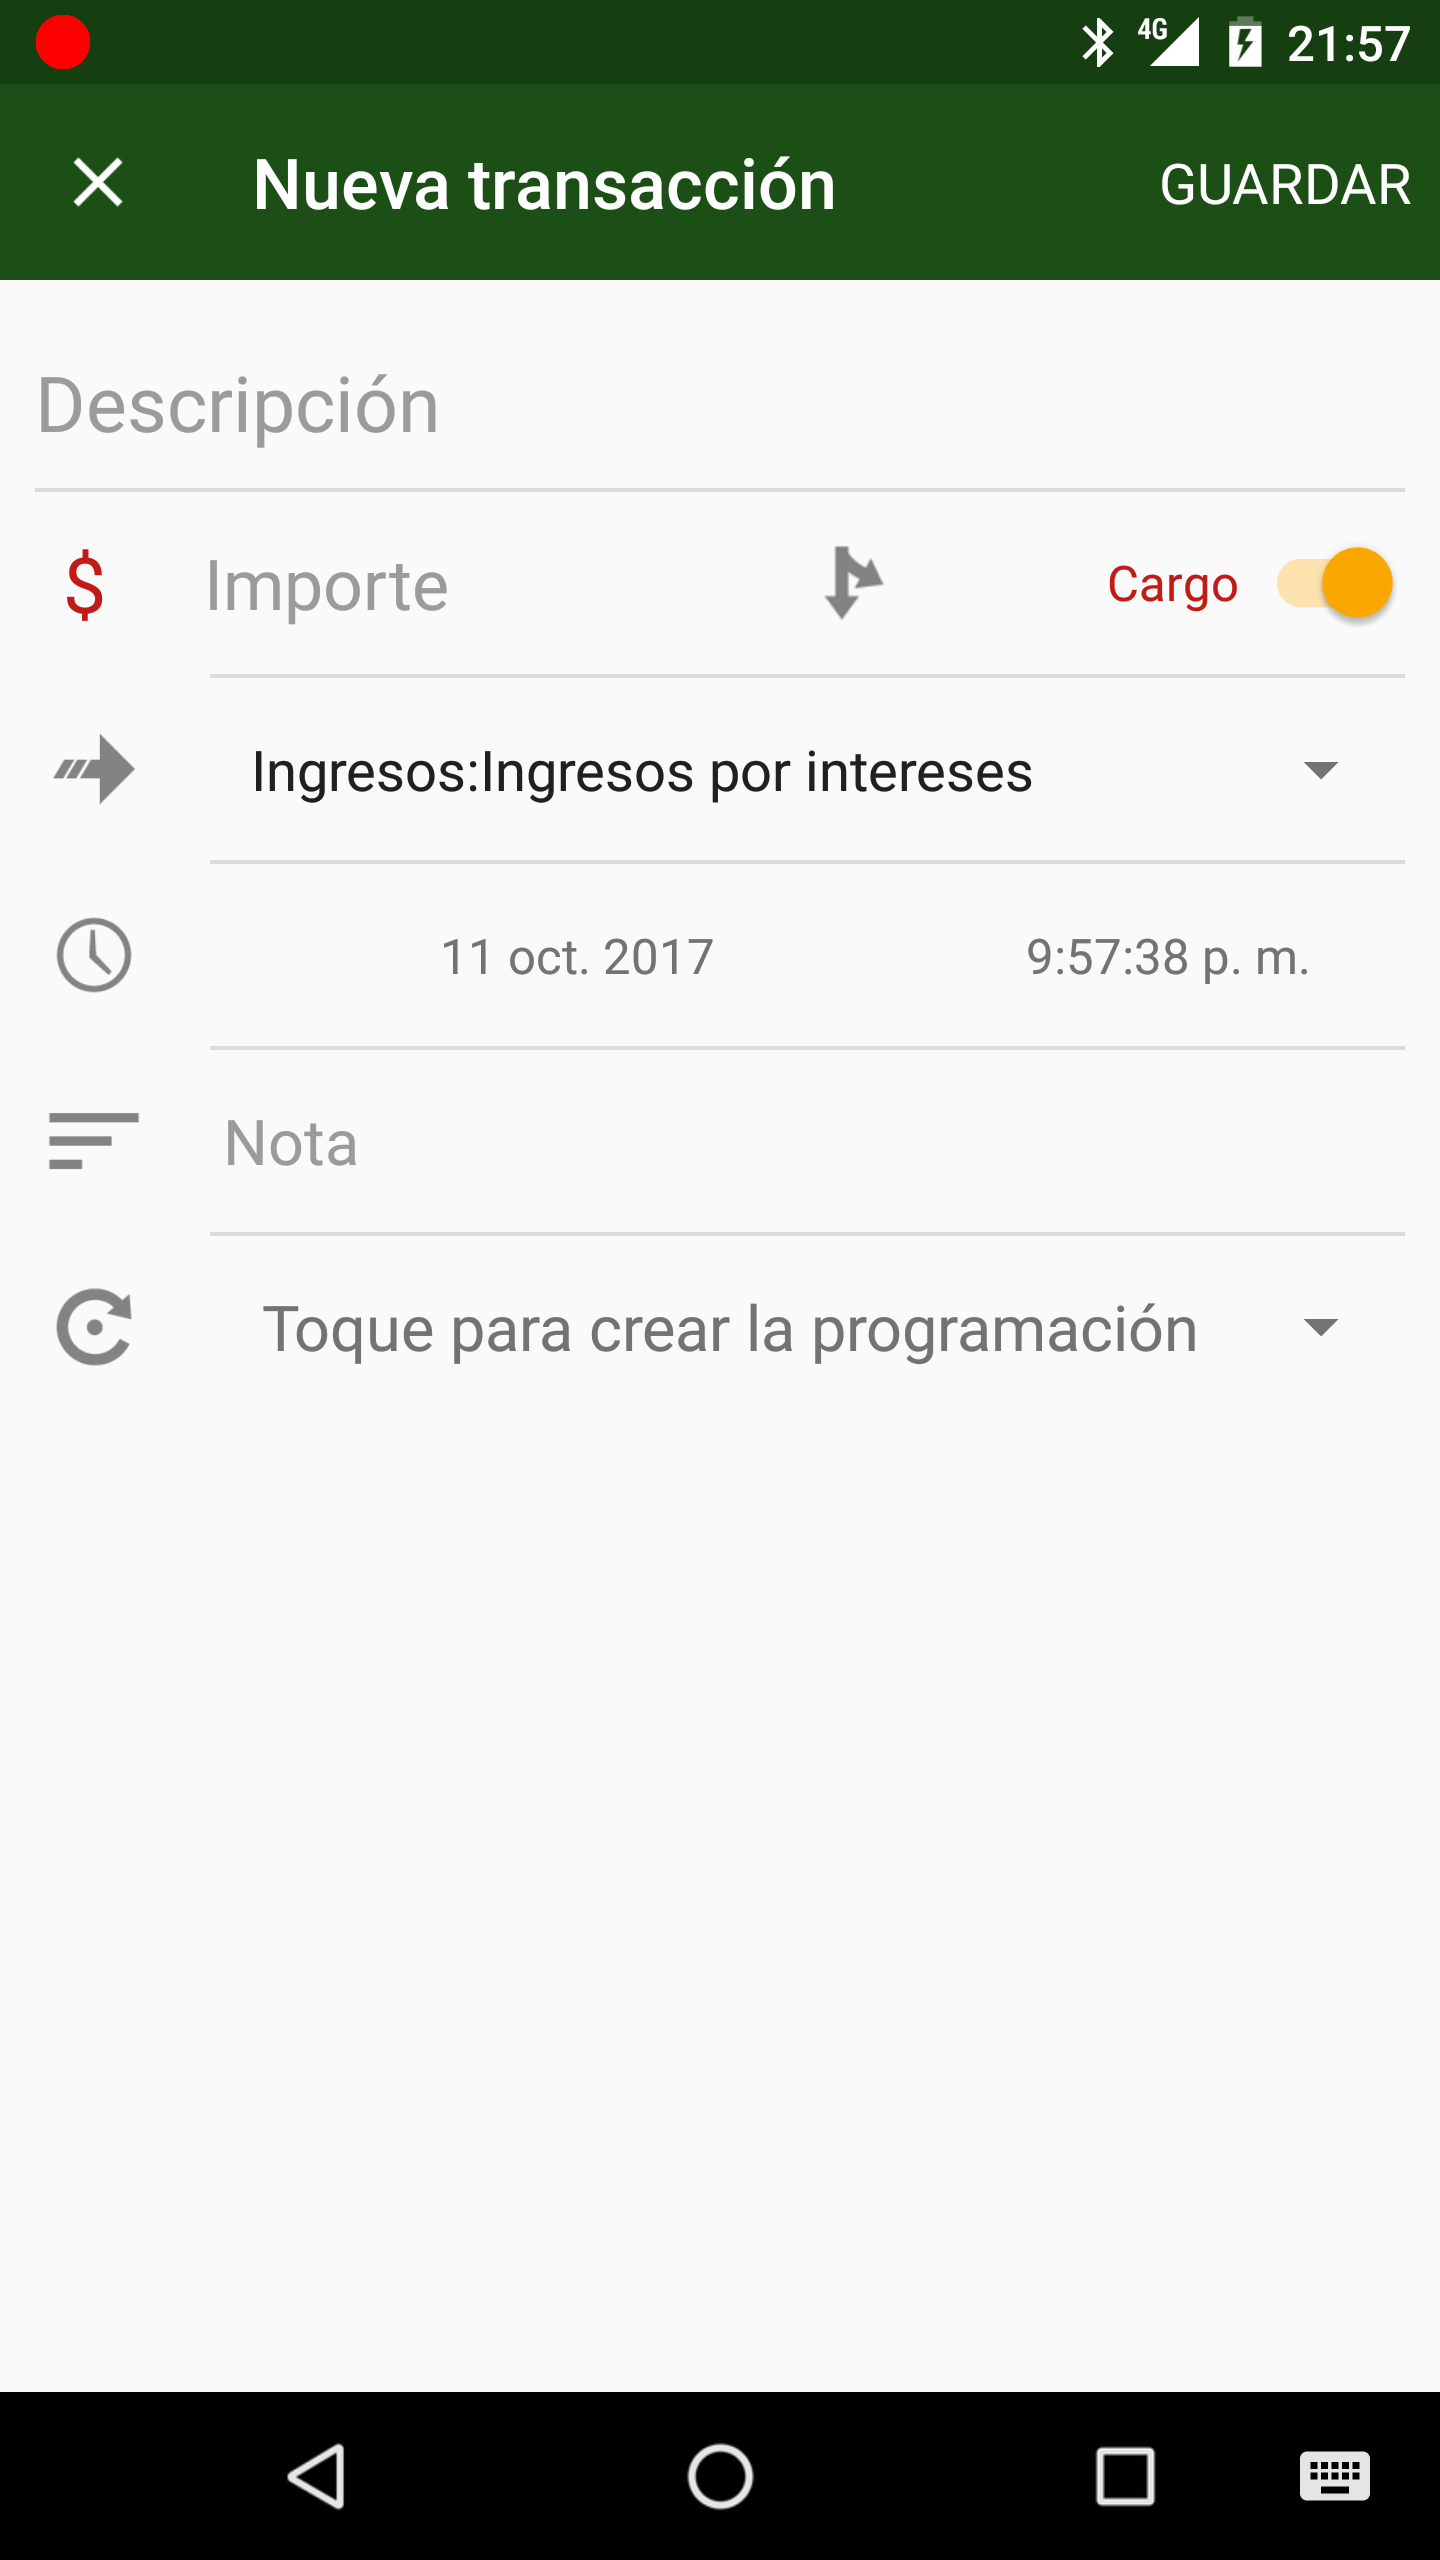 4G 21:57
Nueva transacción GUARDAR
Descripción
$ Importe Cargo
Ingresos:Ingresos por intereses
11 oct. 2017 9:57:38 p. m.
Nota
Toque para crear la programación